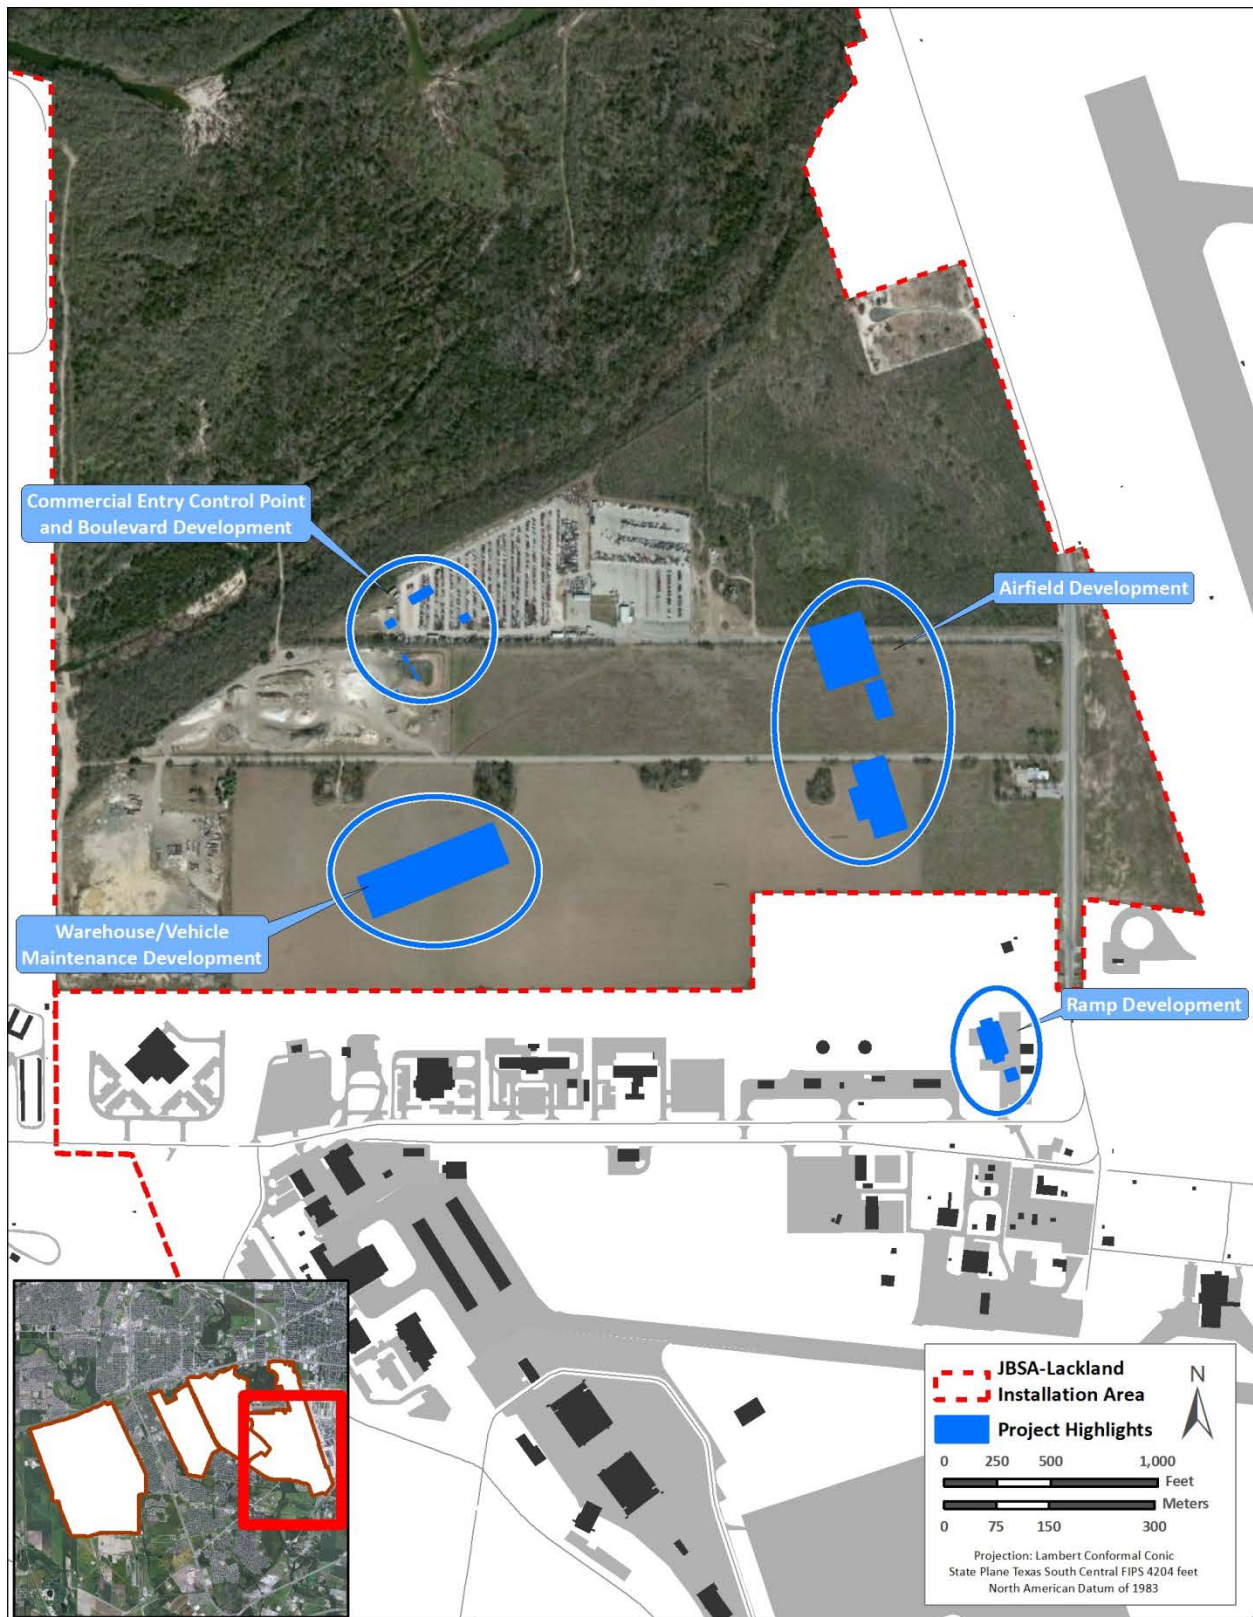 Commercial Entry Control Point
and Boulevard Development
Airfield Development
Warehouse/Vehicle
Maintenance Development
Ramp Development
JBSA-Lackland
Installation Area
Project Highlights
N
0 250 500 1,000
Feet
Meters
0 75 150 300
Projection: Lambert Conformal Conic
State Plane Texas South Central FIPS 4204 feet
North American Datum of 1983